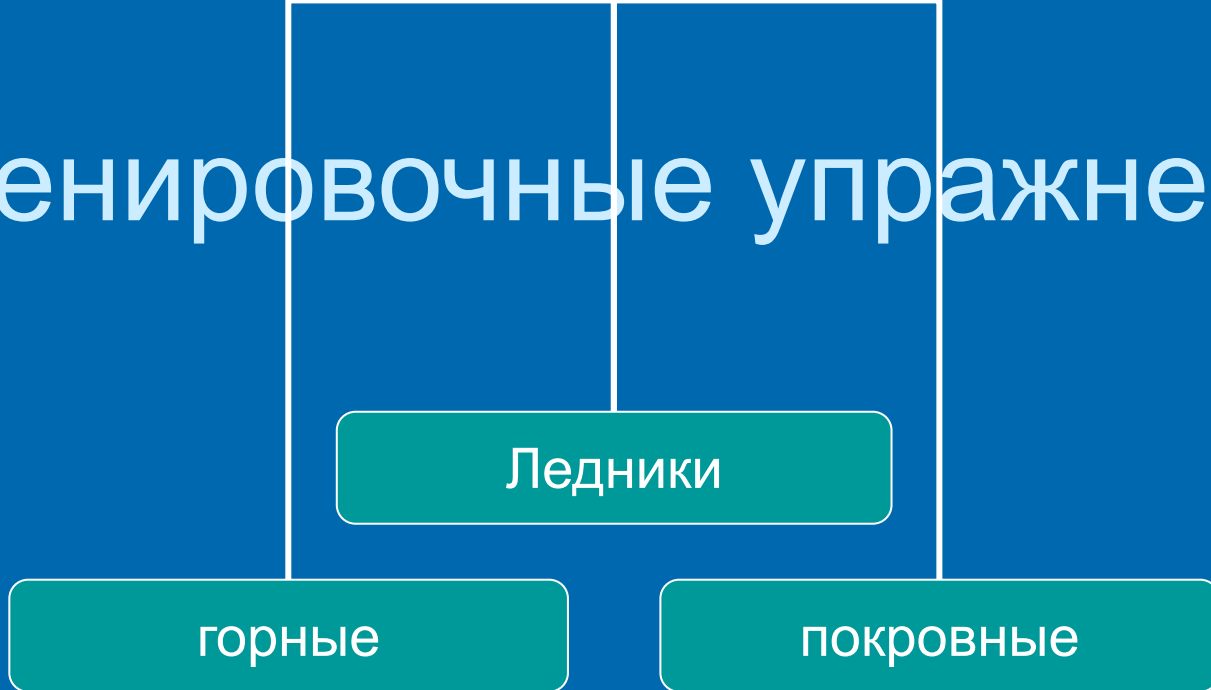 енировочные упражне
Ледники
горные покровные